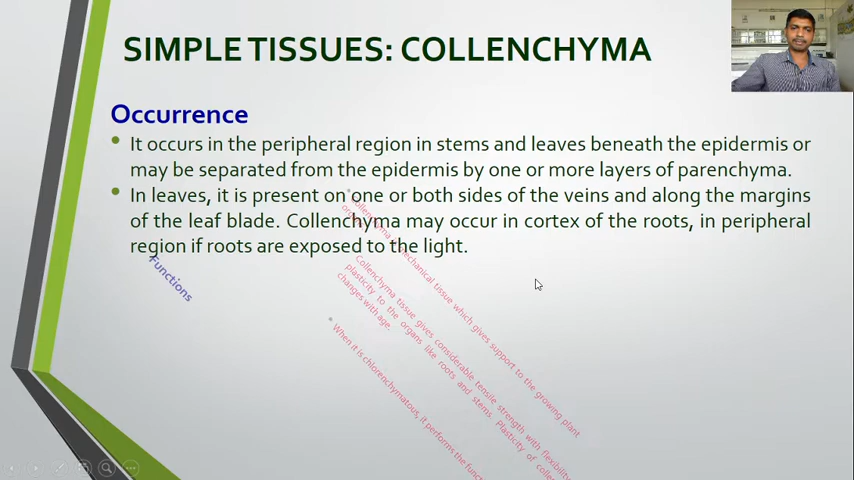 SIMPLE TISSUES: COLLENCHYMA
Occurrence
It occurs in the peripheral region in stems and leaves beneath the epidermis or
may be separated from the epidermis by one or more layers of parenchyma.
In leaves, it is present on one or both sides of the veins and along the margins
of the leaf blade. Collenchyma may occur in cortex of the roots, in peripheral
region if roots are exposed to the light.
Functions
Collenchyma mechanical tissue which gives support to the growing plant
Collenchyma tissue gives considerable tensile strength with flexibility
plasticity to the organs like roots and stems. Plasticity of
changes with age.
When it is chlorenchymatous, it performs the